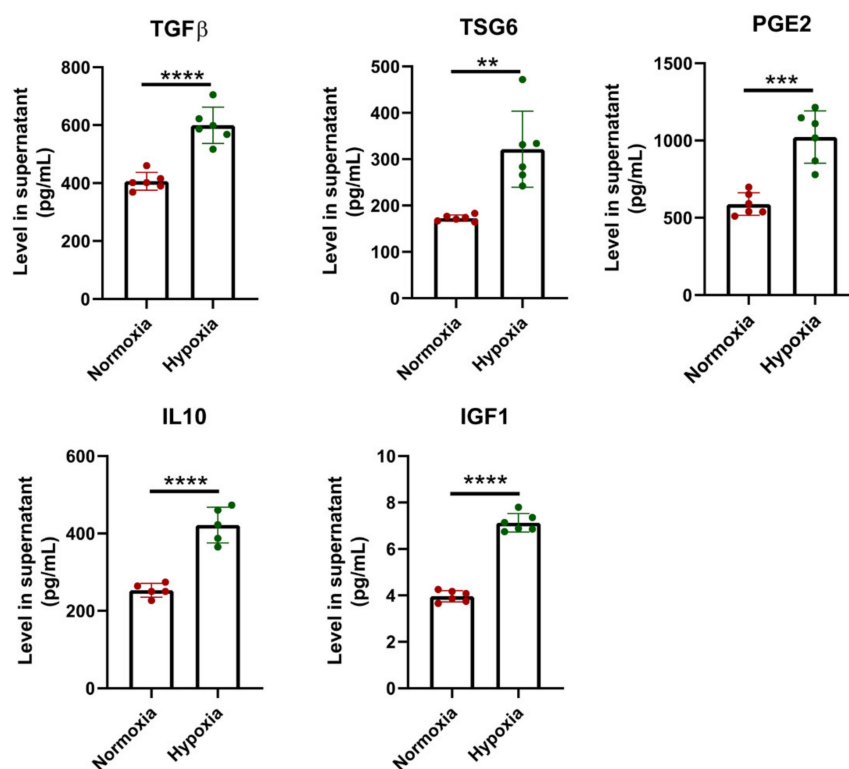 TGFβ
Level in supernatant
(pg/mL)
800
600
400
200
0
****
Normoxia
Hypoxia
TSG6
Level in supernatant
(pg/mL)
500
400
300
200
100
0
**
Normoxia
Hypoxia
PGE2
Level in supernatant
(pg/mL)
1500
1000
500
0
***
Normoxia
Hypoxia
IL10
Level in supernatant
(pg/mL)
600
400
200
0
****
Normoxia
Hypoxia
IGF1
Level in supernatant
(pg/mL)
10
8
6
4
2
0
****
Normoxia
Hypoxia